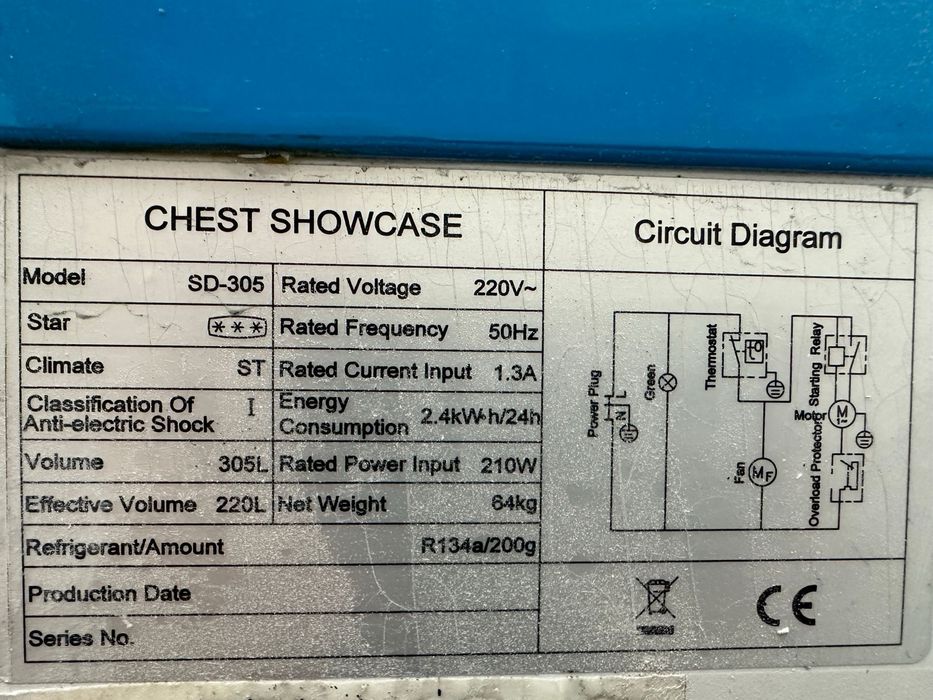 CHEST SHOWCASE
Model SD-305
Rated Voltage 220V~
Star ***
Rated Frequency 50Hz
Climate ST
Rated Current Input 1.3A
Classification Of
Anti-electric Shock I
Energy
Consumption 2.4kW·h/24h
Volume 305L
Rated Power Input 210W
Effective Volume 220L
Net Weight 64kg
Refrigerant/Amount R134a/200g
Production Date
Series No.
Circuit Diagram
Power Plug
L
N
Green
Thermostat
t°
Fan
MF
Starting Relay
Motor
M
~
Overload Protector
CE